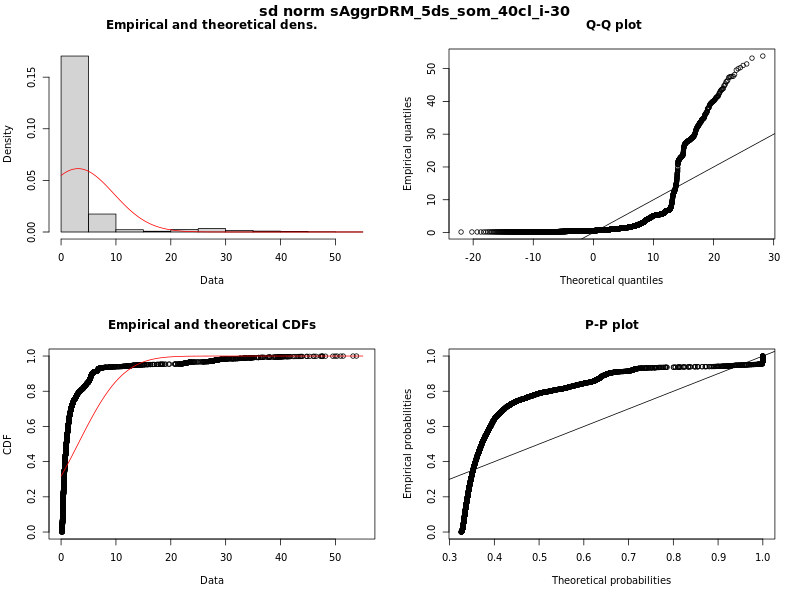 sd norm sAggrDRM_5ds_som_40cl_i-30
Empirical and theoretical dens.
Density
0.00 0.05 0.10 0.15
0 10 20 30 40 50
Data
Q-Q plot
Empirical quantiles
0 10 20 30 40 50
-20 -10 0 10 20 30
Theoretical quantiles
Empirical and theoretical CDFs
CDF
0.0 0.2 0.4 0.6 0.8 1.0
0 10 20 30 40 50
Data
P-P plot
Empirical probabilities
0.0 0.2 0.4 0.6 0.8 1.0
0.3 0.4 0.5 0.6 0.7 0.8 0.9 1.0
Theoretical probabilities